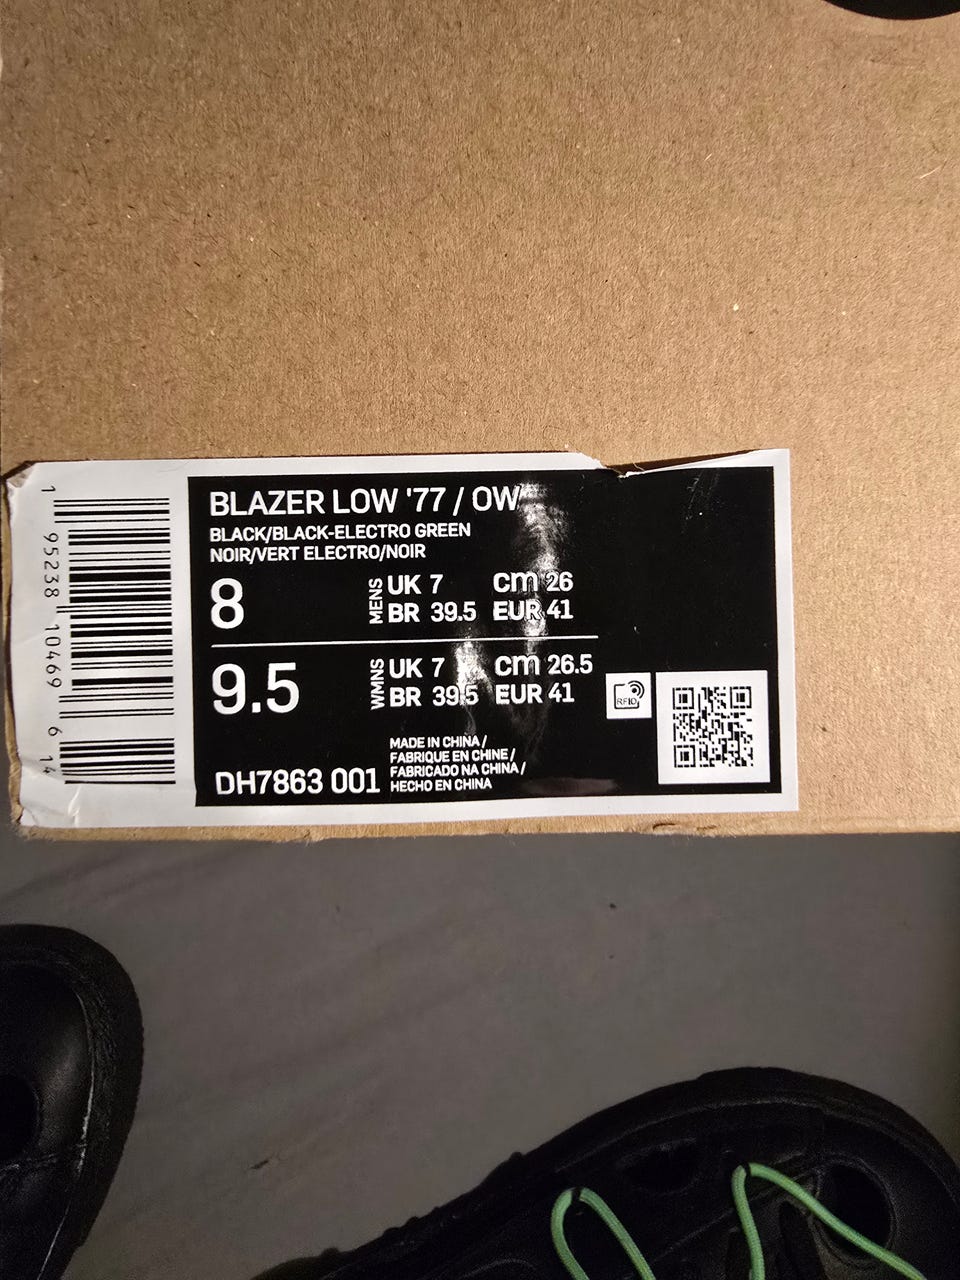 BLAZER LOW '77 / OW
BLACK/BLACK-ELECTRO GREEN
NOIR/VERT ELECTRO/NOIR
8 MENS UK 7 cm 26
BR 39.5 EUR 41
9.5 WMNS UK 7 cm 26.5
BR 39.5 EUR 41
RFID
MADE IN CHINA /
FABRIQUE EN CHINE /
FABRICADO NA CHINA /
HECHO EN CHINA
DH7863 001
1 95238 10469 6 14